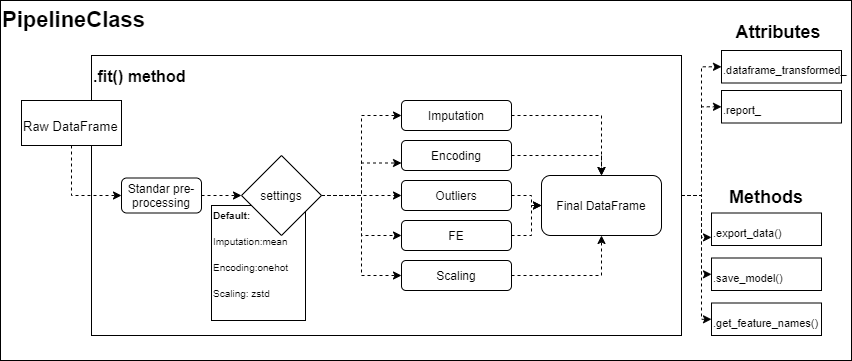 PipelineClass
.fit() method
Raw DataFrame
Standar pre-
processing
settings
Default:
Imputation:mean
Encoding:onehot
Scaling: zstd
Imputation
Encoding
Outliers
FE
Scaling
Final DataFrame
Attributes
.dataframe_transformed_
.report_
Methods
.export_data()
.save_model()
.get_feature_names()